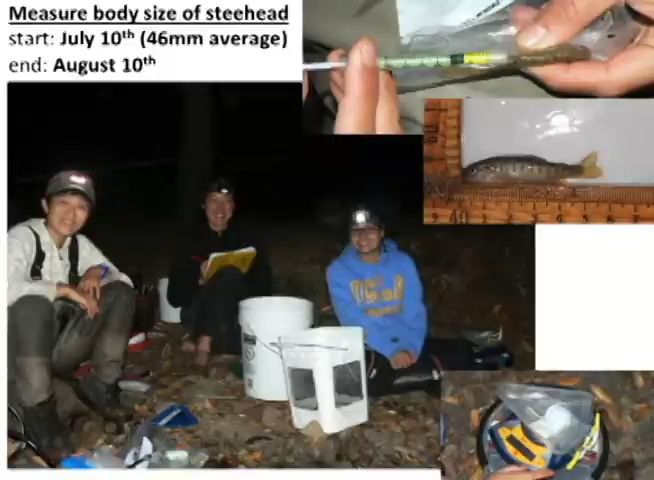 Measure body size of steehead
start: July 10th (46mm average)
end: August 10th